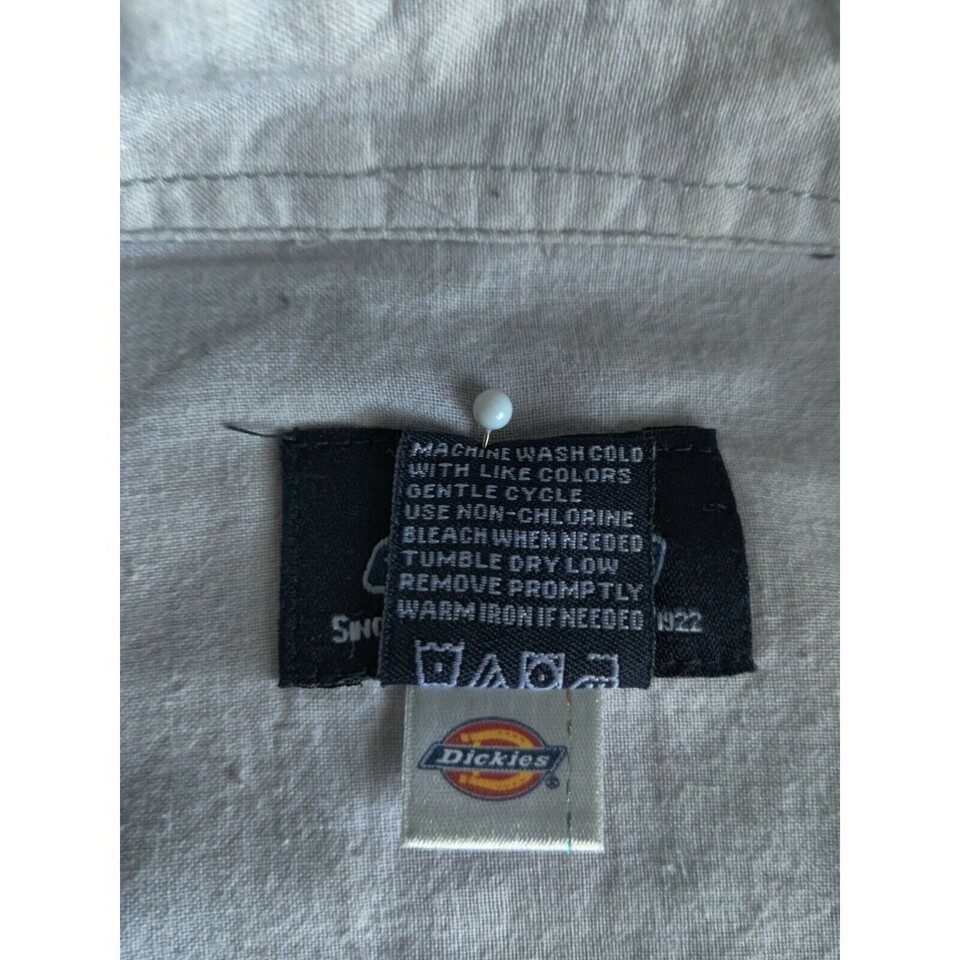 MACHINE WASH COLD
WITH LIKE COLORS
GENTLE CYCLE
USE NON-CHLORINE
BLEACH WHEN NEEDED
TUMBLE DRY LOW
REMOVE PROMPTLY
WARM IRON IF NEEDED
1922
Dickies®